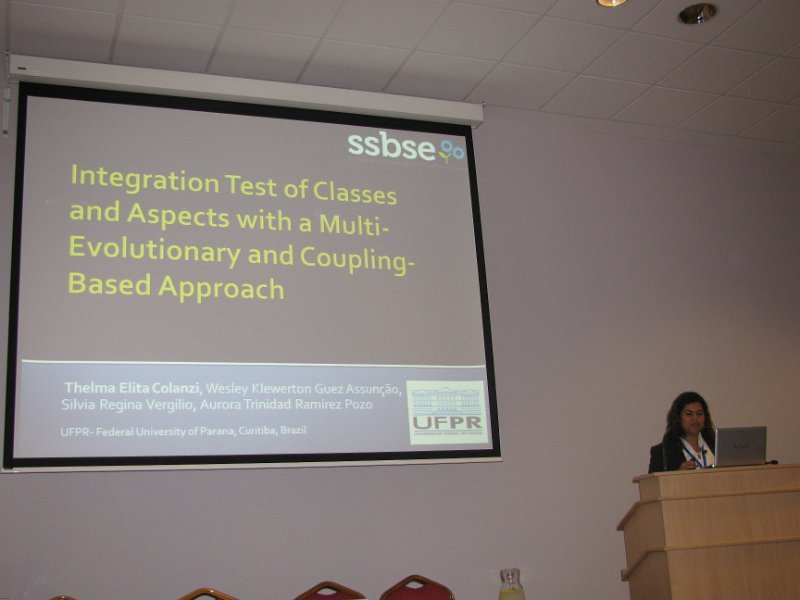 ssbse
Integration Test of Classes
and Aspects with a Multi-
Evolutionary and Coupling-
Based Approach
Thelma Elita Colanzi, Wesley Klewerton Guez Assunção,
Silvia Regina Vergilio, Aurora Trinidad Ramirez Pozo
UFPR- Federal University of Parana, Curitiba, Brazil
UFPR